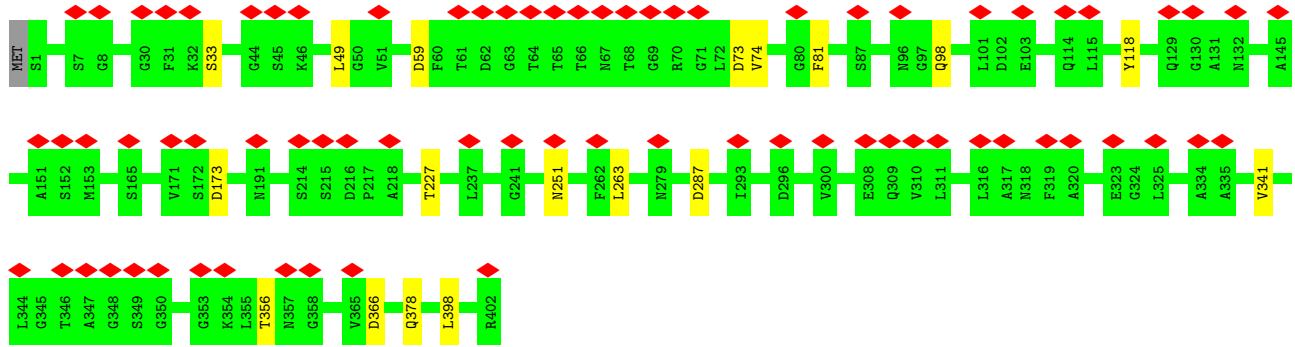 MET S1 S7 G8 G30 F31 K32 S33 G44 S45 K46 L49 G50 V51 D59 F60 T61 D62 G63 T64 T65 T66 N67 T68 G69 R70 G71 L72 D73 V74 G80 F81 S87 N96 G97 Q98 L101 D102 E103 Q114 L115 Y118 Q129 G130 A131 N132 A145
A151 S152 M153 S165 V171 S172 D173 N191 S214 S215 D216 P217 A218 T227 L237 G241 N251 F262 L263 N279 D287 I293 D296 V300 E308 Q309 V310 L311 L316 A317 N318 F319 A320 E323 G324 L325 A334 A335 V341
L344 G345 T346 A347 G348 S349 G350 G353 K354 L355 T356 N357 G358 V365 D366 Q378 L398 R402